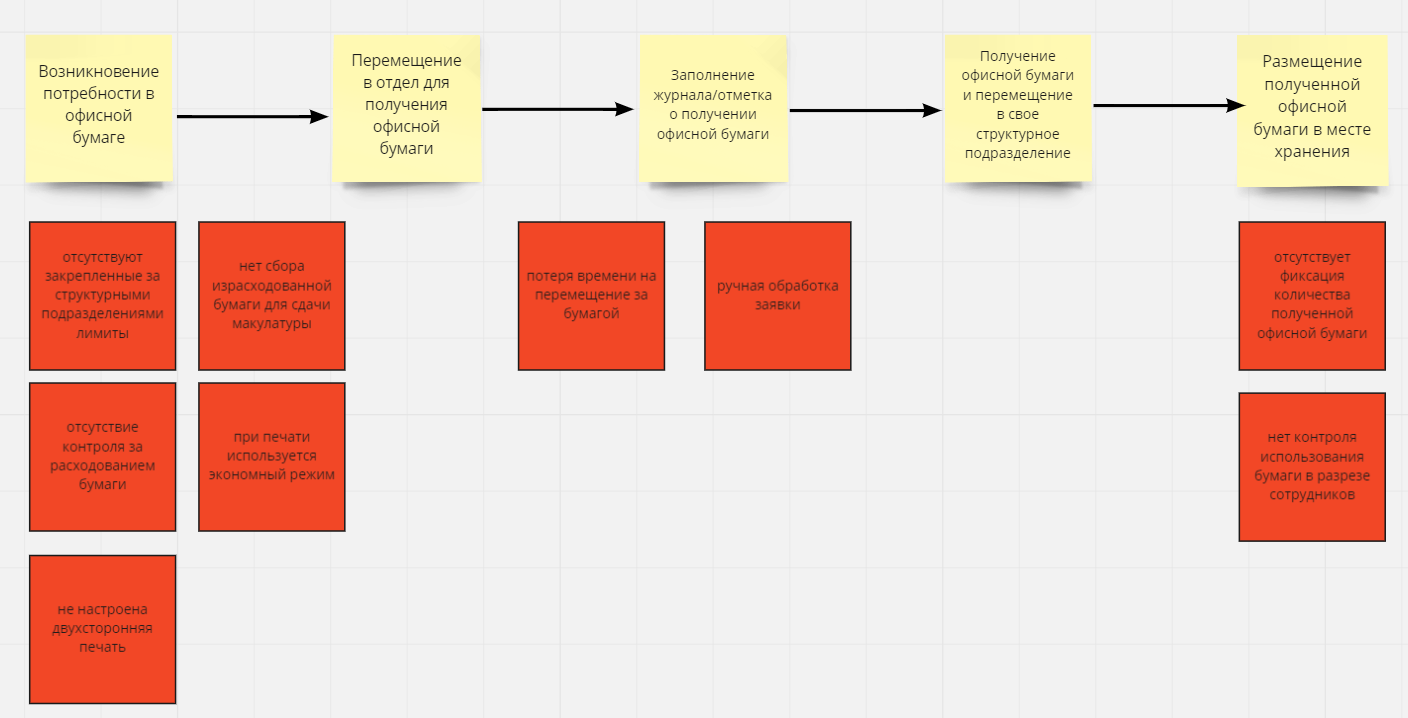 Возникновение
потребности в
офисной
бумаге
Перемещение
в отдел для
получения
офисной
бумаги
Заполнение
журнала/отметка
о получении
офисной бумаги
Получение
офисной бумаги
и перемещение
в свое
структурное
подразделение
Размещение
полученной
офисной
бумаги в месте
хранения
отсутствуют
закрепленные за
структурными
подразделениями
лимиты
нет сбора
израсходованной
бумаги для сдачи
макулатуры
потеря времени на
перемещение за
бумагой
ручная обработка
заявки
отсутствует
фиксация
количества
полученной
офисной бумаги
отсутствие
контроля за
расходованием
бумаги
при печати
используется
экономный режим
нет контроля
использования
бумаги в разрезе
сотрудников
не настроена
двухсторонняя
печать